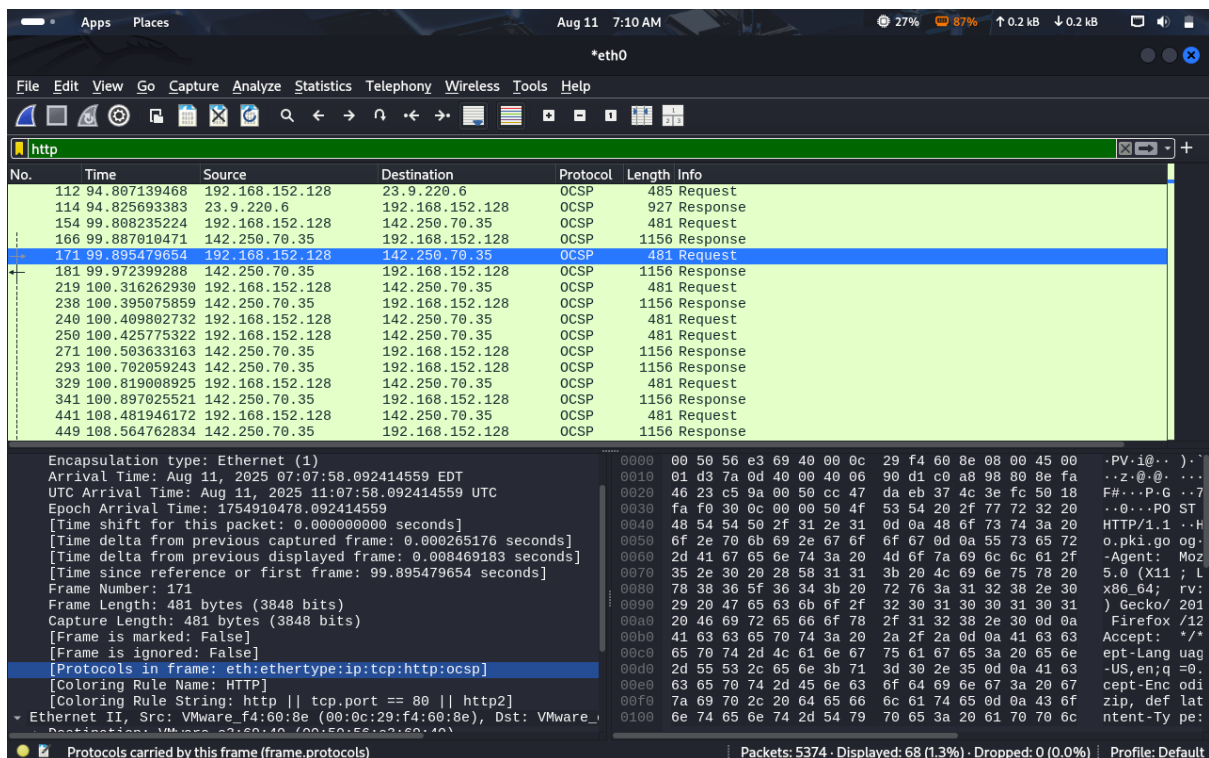 Apps Places Aug 11 7:10 AM 27% 87% ↑ 0.2 kB ↓ 0.2 kB
*eth0
File Edit View Go Capture Analyze Statistics Telephony Wireless Tools Help
http
No. Time Source Destination Protocol Length Info
112 94.807139468 192.168.152.128 23.9.220.6 OCSP 485 Request
114 94.825693383 23.9.220.6 192.168.152.128 OCSP 927 Response
154 99.808235224 192.168.152.128 142.250.70.35 OCSP 481 Request
166 99.887010471 142.250.70.35 192.168.152.128 OCSP 1156 Response
171 99.895479654 192.168.152.128 142.250.70.35 OCSP 481 Request
181 99.972399288 142.250.70.35 192.168.152.128 OCSP 1156 Response
219 100.316262930 192.168.152.128 142.250.70.35 OCSP 481 Request
238 100.395075859 142.250.70.35 192.168.152.128 OCSP 1156 Response
240 100.409802732 192.168.152.128 142.250.70.35 OCSP 481 Request
250 100.425775322 192.168.152.128 142.250.70.35 OCSP 481 Request
271 100.503633163 142.250.70.35 192.168.152.128 OCSP 1156 Response
293 100.702059243 142.250.70.35 192.168.152.128 OCSP 1156 Response
329 100.819008925 192.168.152.128 142.250.70.35 OCSP 481 Request
341 100.897025521 142.250.70.35 192.168.152.128 OCSP 1156 Response
441 108.481946172 192.168.152.128 142.250.70.35 OCSP 481 Request
449 108.564762834 142.250.70.35 192.168.152.128 OCSP 1156 Response
Encapsulation type: Ethernet (1)
Arrival Time: Aug 11, 2025 07:07:58.092414559 EDT
UTC Arrival Time: Aug 11, 2025 11:07:58.092414559 UTC
Epoch Arrival Time: 1754910478.092414559
[Time shift for this packet: 0.000000000 seconds]
[Time delta from previous captured frame: 0.000265176 seconds]
[Time delta from previous displayed frame: 0.008469183 seconds]
[Time since reference or first frame: 99.895479654 seconds]
Frame Number: 171
Frame Length: 481 bytes (3848 bits)
Capture Length: 481 bytes (3848 bits)
[Frame is marked: False]
[Frame is ignored: False]
[Protocols in frame: eth:ethertype:ip:tcp:http:ocsp]
[Coloring Rule Name: HTTP]
[Coloring Rule String: http || tcp.port == 80 || http2]
Ethernet II, Src: VMware_f4:60:8e (00:0c:29:f4:60:8e), Dst: VMware_
0000 00 50 56 e3 69 40 00 0c 29 f4 60 8e 08 00 45 00 ·PV·i@·· )·`
0010 01 d3 7a 0d 40 00 40 06 90 d1 c0 a8 98 80 8e fa ··z·@·@· ····
0020 46 23 c5 9a 00 50 cc 47 da eb 37 4c 3e fc 50 18 F#···P·G ··7
0030 fa f0 30 0c 00 00 50 4f 53 54 20 2f 77 72 32 20 ··0···PO ST
0040 48 54 54 50 2f 31 2e 31 0d 0a 48 6f 73 74 3a 20 HTTP/1.1 ··H
0050 6f 2e 70 6b 69 2e 67 6f 6f 67 0d 0a 55 73 65 72 o.pki.go og·
0060 2d 41 67 65 6e 74 3a 20 4d 6f 7a 69 6c 6c 61 2f -Agent: Moz
0070 35 2e 30 20 28 58 31 31 3b 20 4c 69 6e 75 78 20 5.0 (X11 ; L
0080 78 38 36 5f 36 34 3b 20 72 76 3a 31 32 38 2e 30 x86_64; rv:
0090 29 20 47 65 63 6b 6f 2f 32 30 31 30 30 31 30 31 ) Gecko/ 201
00a0 20 46 69 72 65 66 6f 78 2f 31 32 38 2e 30 0d 0a Firefox /12
00b0 41 63 63 65 70 74 3a 20 2a 2f 2a 0d 0a 41 63 63 Accept: */*
00c0 65 70 74 2d 4c 61 6e 67 75 61 67 65 3a 20 65 6e ept-Lang uag
00d0 2d 55 53 2c 65 6e 3b 71 3d 30 2e 35 0d 0a 41 63 -US,en;q =0.
00e0 63 65 70 74 2d 45 6e 63 6f 64 69 6e 67 3a 20 67 cept-Enc odi
00f0 7a 69 70 2c 20 64 65 66 6c 61 74 65 0d 0a 43 6f zip, def lat
0100 6e 74 65 6e 74 2d 54 79 70 65 3a 20 61 70 70 6c ntent-Ty pe:
Protocols carried by this frame (frame.protocols) Packets: 5374 · Displayed: 68 (1.3%) · Dropped: 0 (0.0%) Profile: Default